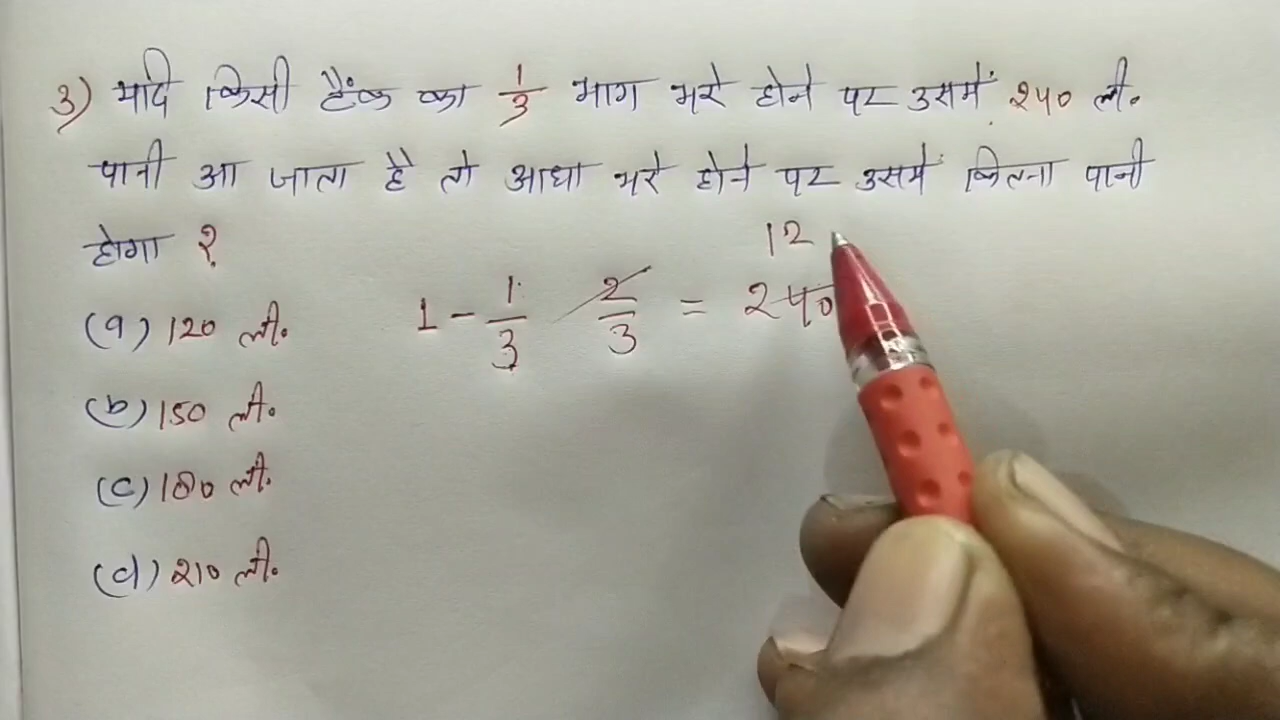 3) यदि किसी टैंक का 1/3 भाग भरे होने पर उसमें 240 ली.
पानी आ जाता है तो आधा भरे होने पर उसमें कितना पानी
होगा ?
12
1 - 1/3 2/3 = 240
(a) 120 ली.
(b) 150 ली.
(c) 180 ली.
(d) 210 ली.